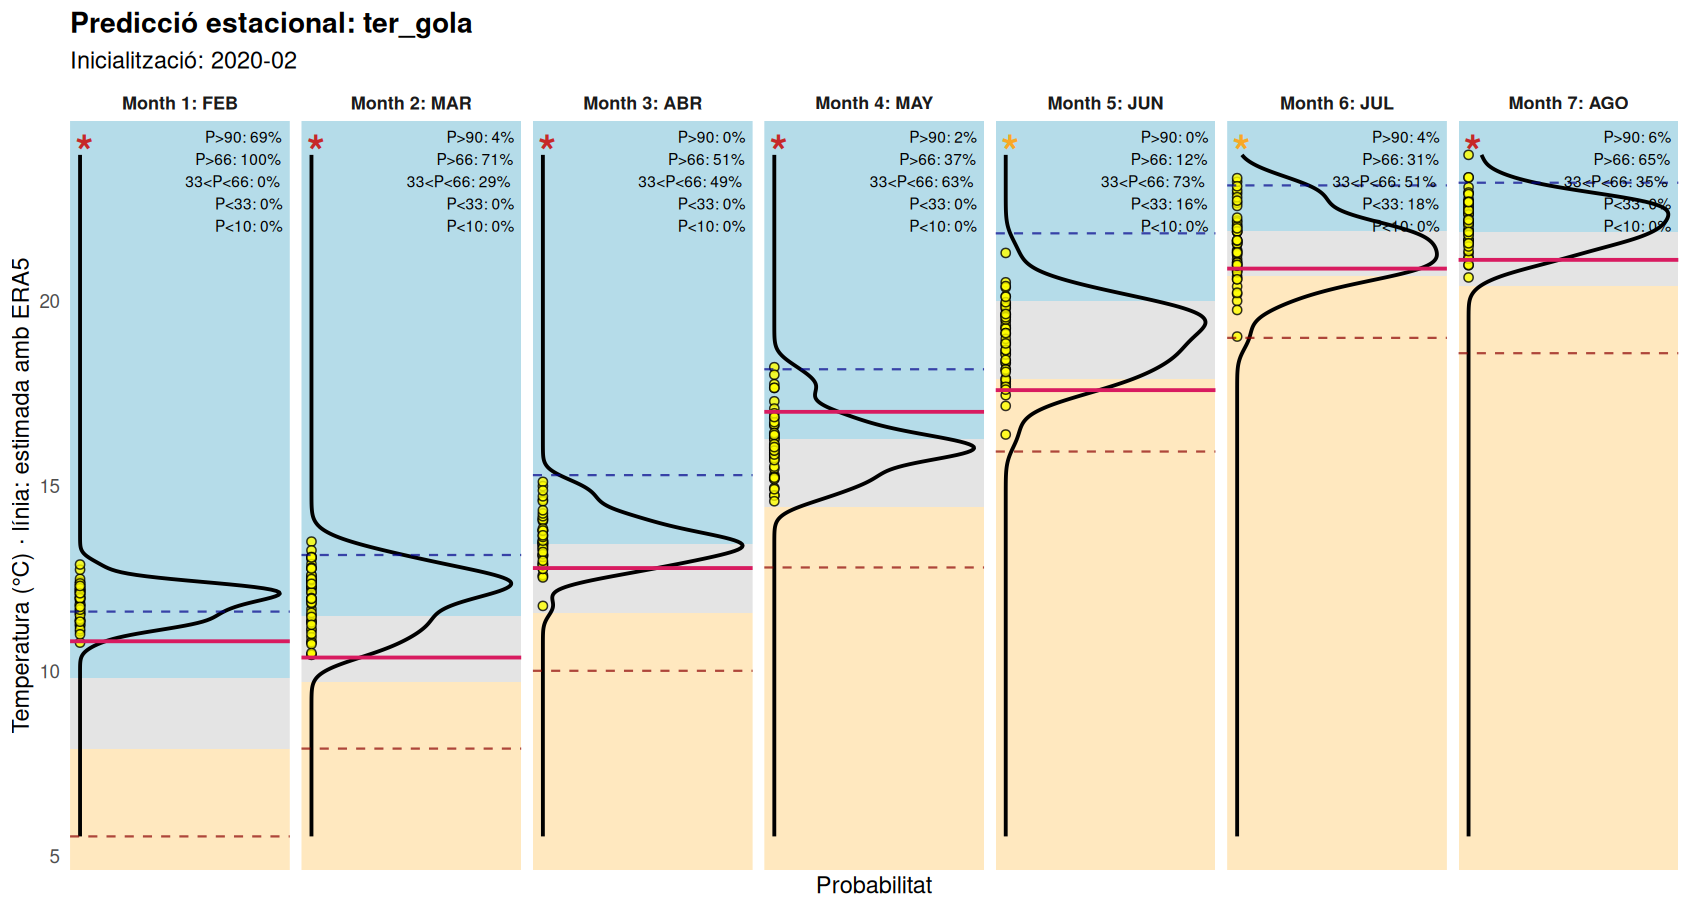 Predicció estacional: ter_gola
Inicialització: 2020-02
Month 1: FEB
Month 2: MAR
Month 3: ABR
Month 4: MAY
Month 5: JUN
Month 6: JUL
Month 7: AGO
*
P>90: 69%
P>66: 100%
33<P<66: 0%
P<33: 0%
P<10: 0%
*
P>90: 4%
P>66: 71%
33<P<66: 29%
P<33: 0%
P<10: 0%
*
P>90: 0%
P>66: 51%
33<P<66: 49%
P<33: 0%
P<10: 0%
*
P>90: 2%
P>66: 37%
33<P<66: 63%
P<33: 0%
P<10: 0%
*
P>90: 0%
P>66: 12%
33<P<66: 73%
P<33: 16%
P<10: 0%
*
P>90: 4%
P>66: 31%
33<P<66: 51%
P<33: 18%
P<10: 0%
*
P>90: 6%
P>66: 65%
33<P<66: 35%
P<33: 0%
P<10: 0%
Temperatura (°C) · línia: estimada amb ERA5
20
15
10
5
Probabilitat